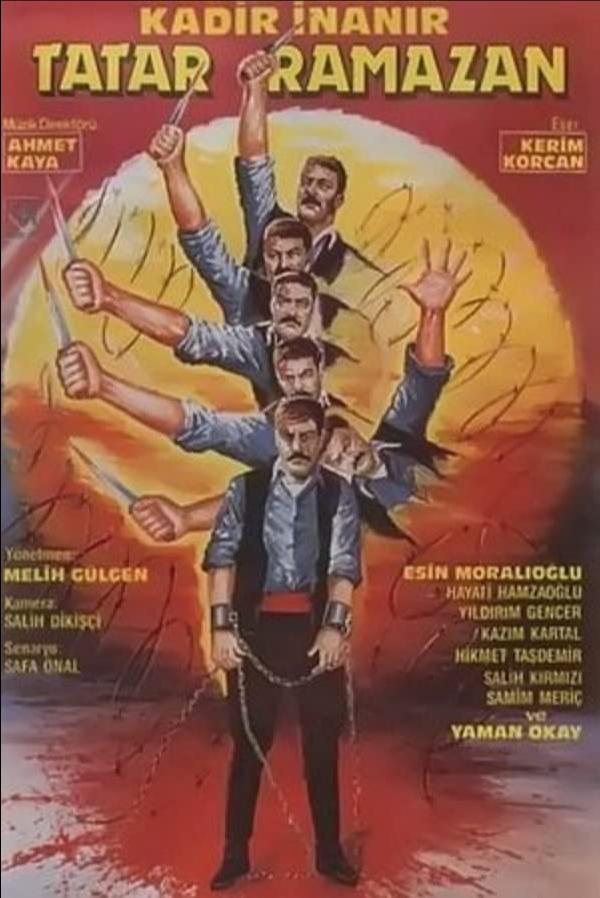 KADİR İNANIR
TATAR RAMAZAN
Müzik Direktörü:
AHMET
KAYA
Eser:
KERİM
KORCAN
Yönetmen:
MELİH GÜLGEN
Kamera:
SALİH DİKİŞÇİ
Senaryo:
SAFA ÖNAL
ESİN MORALIOĞLU
HAYATİ HAMZAOĞLU
YILDIRIM GENCER
KAZIM KARTAL
HİKMET TAŞDEMİR
SALİH KIRMIZI
SAMİM MERİÇ
ve
YAMAN OKAY